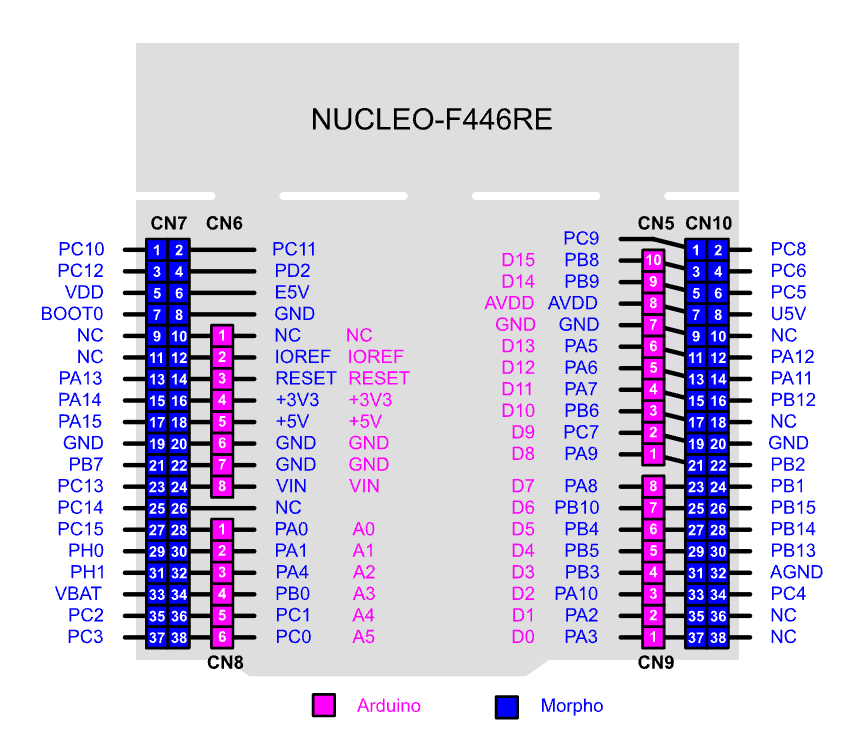 NUCLEO-F446RE
CN7 CN6 CN5 CN10
PC9
PC10 1 2 PC11 D15 PB8 10 1 2 PC8
PC12 3 4 PD2 D14 PB9 9 3 4 PC6
VDD 5 6 E5V AVDD AVDD 8 5 6 PC5
BOOT0 7 8 GND GND GND 7 7 8 U5V
NC 9 10 1 NC NC D13 PA5 6 9 10 NC
NC 11 12 2 IOREF IOREF D12 PA6 5 11 12 PA12
PA13 13 14 3 RESET RESET D11 PA7 4 13 14 PA11
PA14 15 16 4 +3V3 +3V3 D10 PB6 3 15 16 PB12
PA15 17 18 5 +5V +5V D9 PC7 2 17 18 NC
GND 19 20 6 GND GND D8 PA9 1 19 20 GND
PB7 21 22 7 GND GND 21 22 PB2
PC13 23 24 8 VIN VIN D7 PA8 8 23 24 PB1
PC14 25 26 NC D6 PB10 7 25 26 PB15
PC15 27 28 1 PA0 A0 D5 PB4 6 27 28 PB14
PH0 29 30 2 PA1 A1 D4 PB5 5 29 30 PB13
PH1 31 32 3 PA4 A2 D3 PB3 4 31 32 AGND
VBAT 33 34 4 PB0 A3 D2 PA10 3 33 34 PC4
PC2 35 36 5 PC1 A4 D1 PA2 2 35 36 NC
PC3 37 38 6 PC0 A5 D0 PA3 1 37 38 NC
CN8 CN9
Arduino Morpho